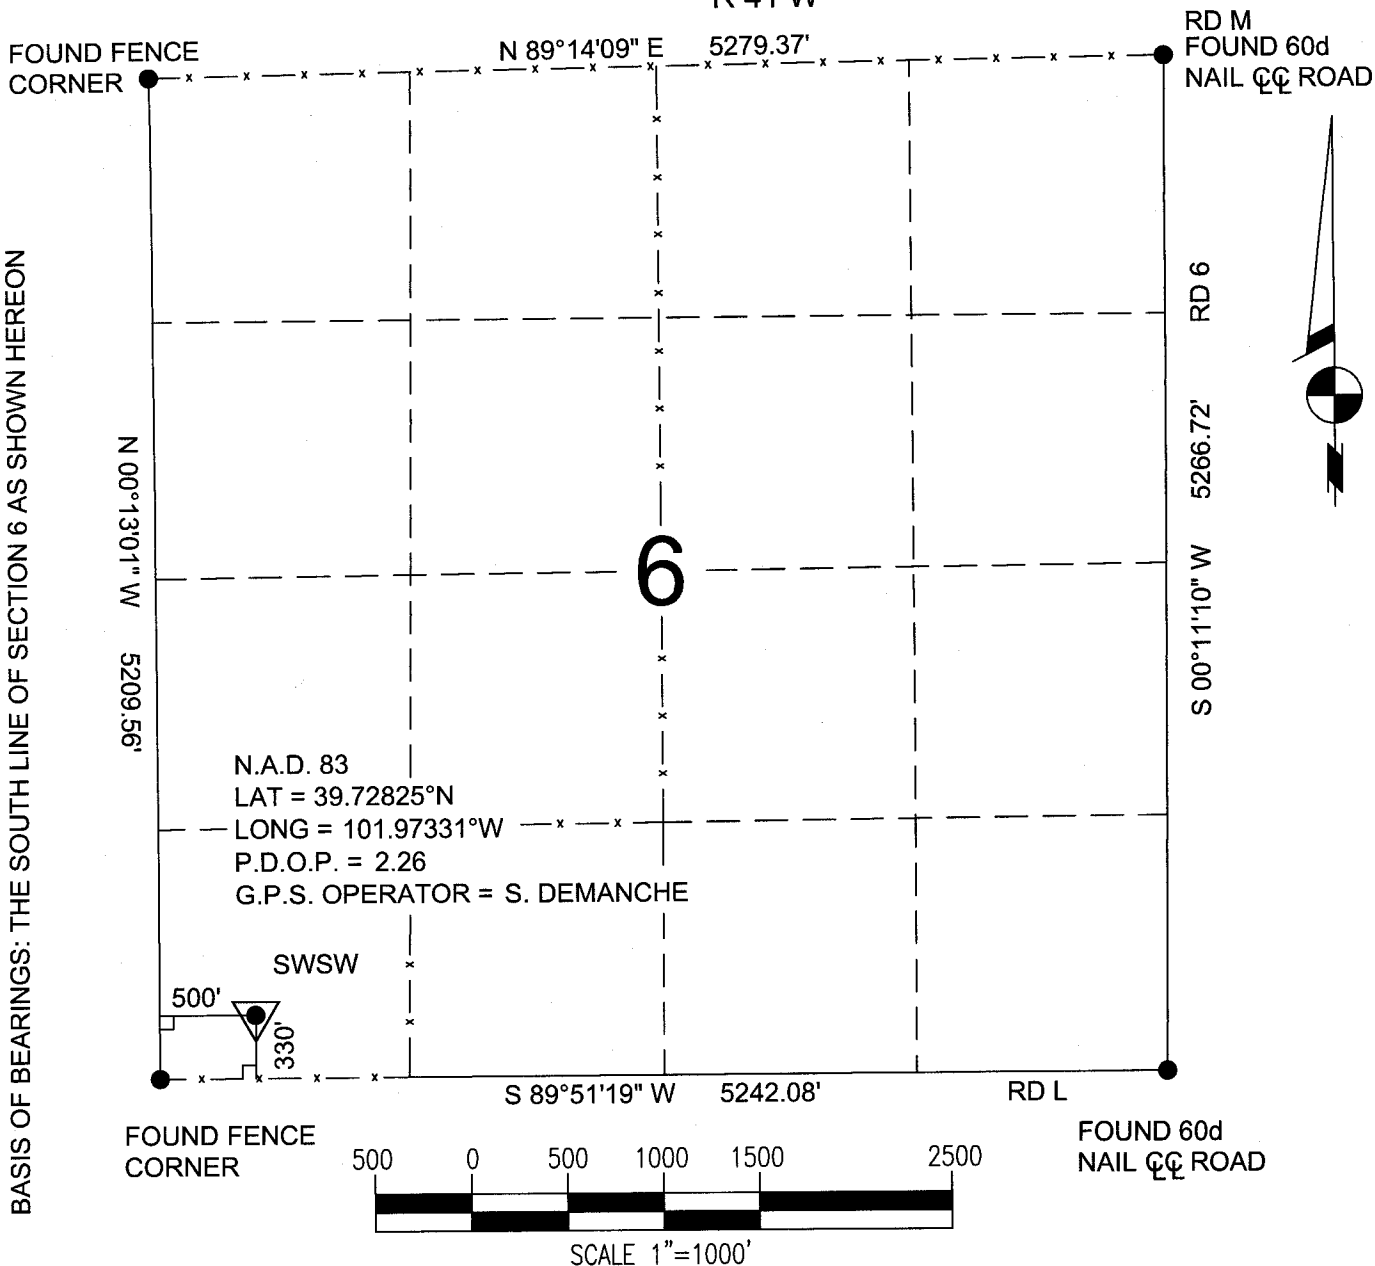 R 41 W
RD M
FOUND FENCE
CORNER
N 89°14'09" E 5279.37'
FOUND 60d
NAIL ℄℄ ROAD
BASIS OF BEARINGS: THE SOUTH LINE OF SECTION 6 AS SHOWN HEREON
N 00°13'01" W 5209.56'
RD 6
5266.72'
S 00°11'10" W
6
N.A.D. 83
LAT = 39.72825°N
LONG = 101.97331°W
P.D.O.P. = 2.26
G.P.S. OPERATOR = S. DEMANCHE
SWSW
500'
330'
S 89°51'19" W 5242.08' RD L
FOUND FENCE
CORNER
FOUND 60d
NAIL ℄℄ ROAD
500 0 500 1000 1500 2500
SCALE 1"=1000'